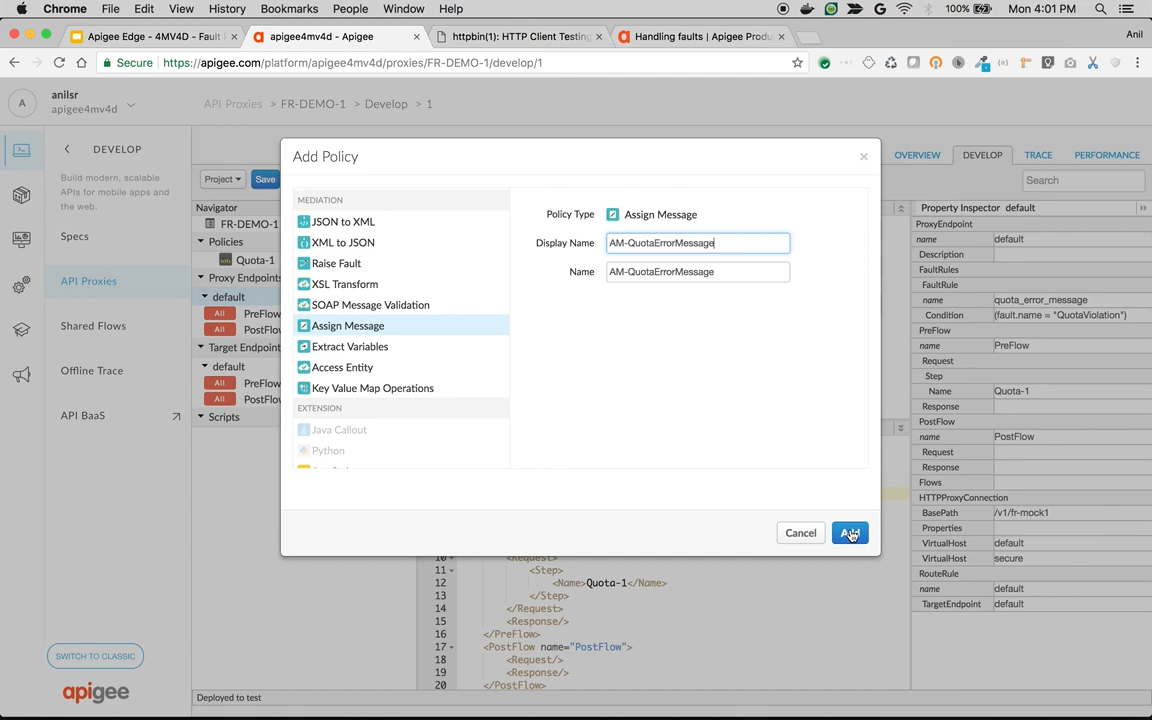 Chrome File Edit View History Bookmarks People Window Help 100% Mon 4:01 PM
Apigee Edge - 4MV4D - Fault F
apigee4mv4d - Apigee
httpbin(1): HTTP Client Testing
Handling faults | Apigee Produ
Anil
Secure https://apigee.com/platform/apigee4mv4d/proxies/FR-DEMO-1/develop/1
A
anilsr
apigee4mv4d
API Proxies > FR-DEMO-1 > Develop > 1
DEVELOP
Build modern, scalable
APIs for mobile apps and
the web.
Specs
API Proxies
Shared Flows
Offline Trace
API BaaS
SWITCH TO CLASSIC
apigee
OVERVIEW DEVELOP TRACE PERFORMANCE
Project Save
Search
Navigator
FR-DEMO-1
Policies
Quota-1
Proxy Endpoints
default
All PreFlow
All PostFlo
Target Endpoint
default
All PreFlow
All PostFlo
Scripts
Add Policy
MEDIATION
JSON to XML
XML to JSON
Raise Fault
XSL Transform
SOAP Message Validation
Assign Message
Extract Variables
Access Entity
Key Value Map Operations
EXTENSION
Java Callout
Python
Policy Type Assign Message
Display Name AM-QuotaErrorMessage
Name AM-QuotaErrorMessage
Cancel Add
10 <Request>
11 <Step>
12 <Name>Quota-1</Name>
13 </Step>
14 </Request>
15 <Response/>
16 </PreFlow>
17 <PostFlow name="PostFlow">
18 <Request/>
19 <Response/>
20 </PostFlow>
Property Inspector default
ProxyEndpoint
name default
Description
FaultRules
FaultRule
name quota_error_message
Condition (fault.name = "QuotaViolation")
PreFlow
name PreFlow
Request
Step
Name Quota-1
Response
PostFlow
name PostFlow
Request
Response
Flows
HTTPProxyConnection
BasePath /v1/fr-mock1
Properties
VirtualHost default
VirtualHost secure
RouteRule
name default
TargetEndpoint default
Deployed to test